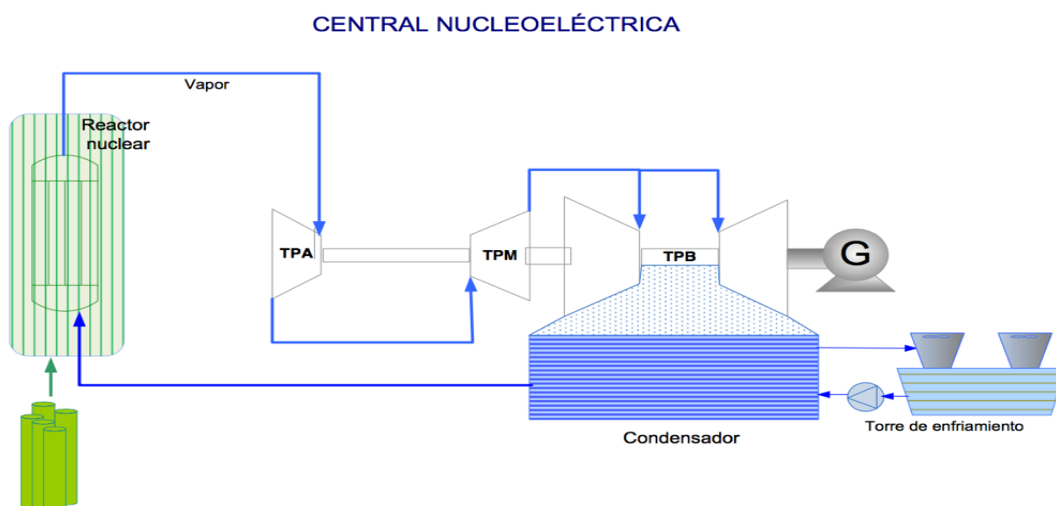 CENTRAL NUCLEOELÉCTRICA
Vapor
Reactor
nuclear
TPA
TPM
TPB
G
Condensador
Torre de enfriamiento